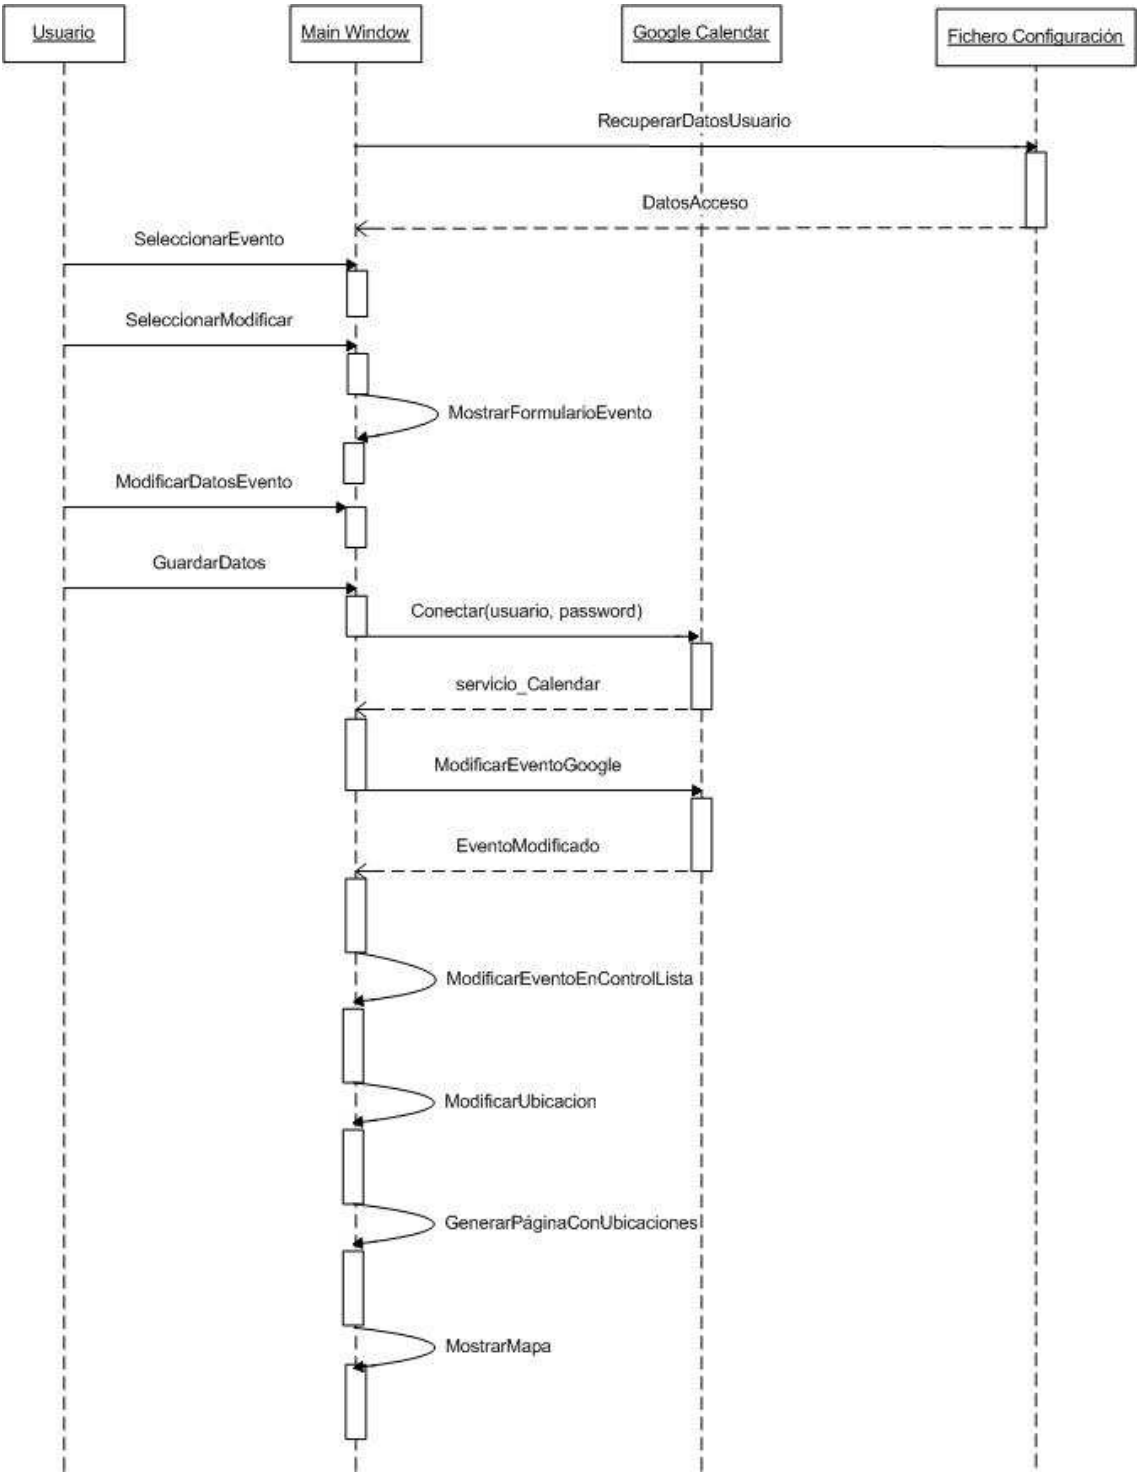 Usuario
Main Window
Google Calendar
Fichero Configuración
RecuperarDatosUsuario
DatosAcceso
SeleccionarEvento
SeleccionarModificar
MostrarFormularioEvento
ModificarDatosEvento
GuardarDatos
Conectar(usuario, password)
servicio_Calendar
ModificarEventoGoogle
EventoModificado
ModificarEventoEnControlLista
ModificarUbicacion
GenerarPáginaConUbicaciones
MostrarMapa